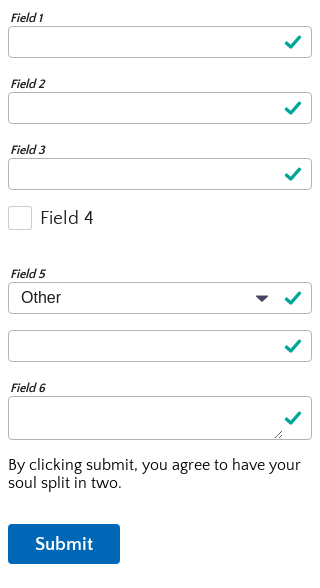 Field 1
Field 2
Field 3
Field 4
Field 5
Other
Field 6
By clicking submit, you agree to have your
soul split in two.
Submit